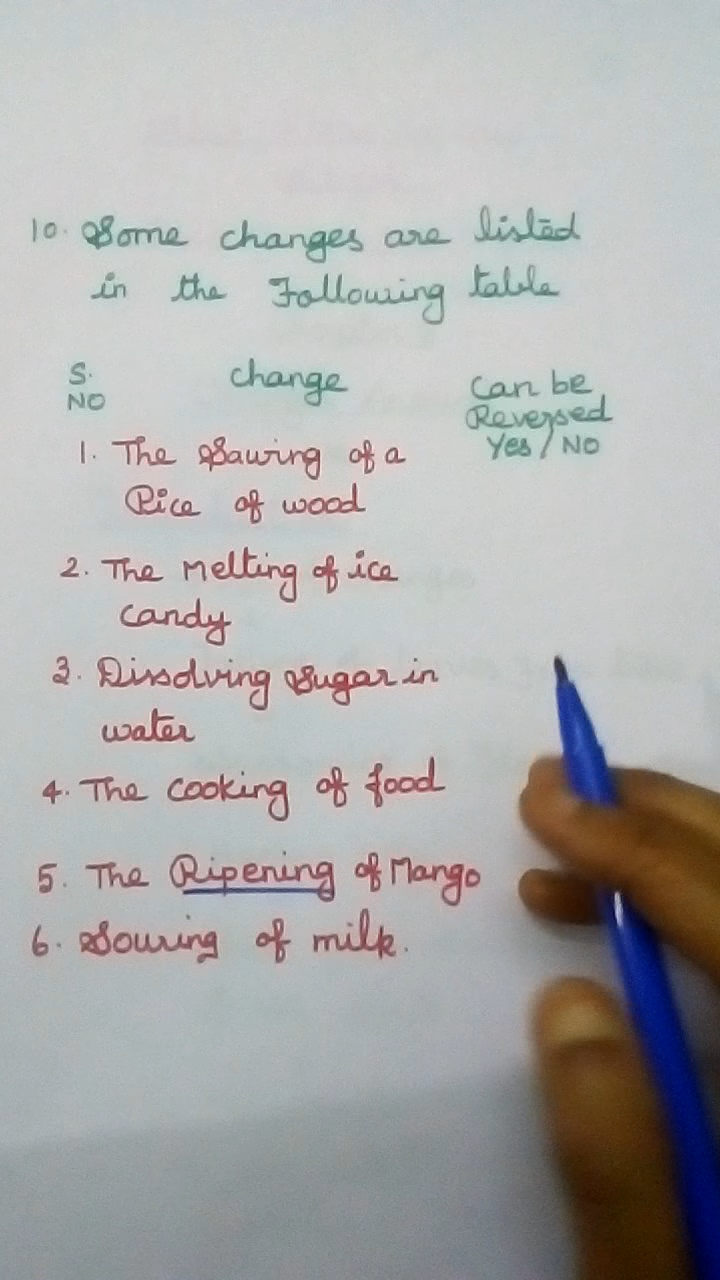 10. Some changes are listed
in the Following table
S. NO change Can be Reversed Yes / No
1. The Sawing of a
Pice of wood
2. The Melting of ice
candy
3. Dissolving Sugar in
water
4. The cooking of food
5. The Ripening of Mango
6. Souring of milk.